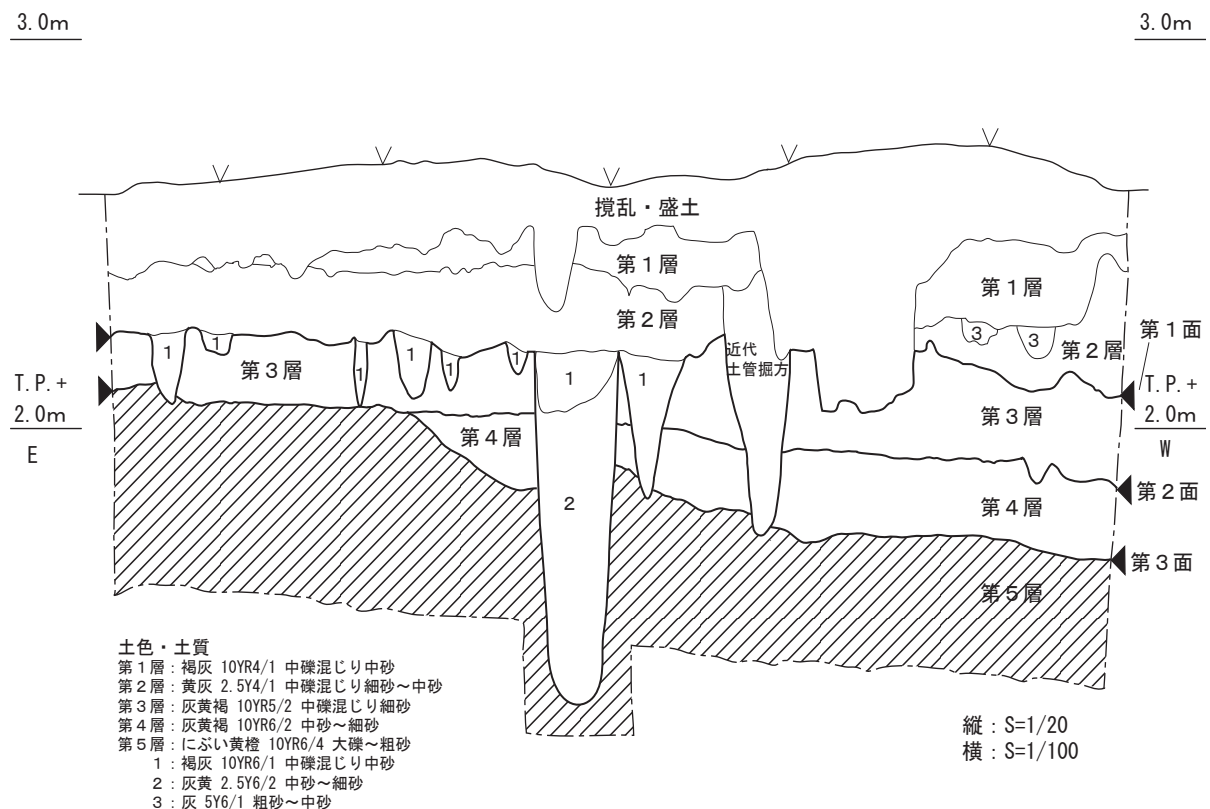 3.0m
3.0m
撹乱・盛土
第1層
第1層
第2層
3
3
第1面
第2層
近代
土管掘方
1
1
1
1
1
1
1
1
第3層
T.P.+
2.0m
E
T.P.+
2.0m
W
第3層
第4層
第2面
2
第4層
第3面
第5層
土色・土質
第1層：褐灰 10YR4/1 中礫混じり中砂
第2層：黄灰 2.5Y4/1 中礫混じり細砂～中砂
第3層：灰黄褐 10YR5/2 中礫混じり細砂
第4層：灰黄褐 10YR6/2 中砂～細砂
第5層：にぶい黄橙 10YR6/4 大礫～粗砂
1：褐灰 10YR6/1 中礫混じり中砂
2：灰黄 2.5Y6/2 中砂～細砂
3：灰 5Y6/1 粗砂～中砂
縦：S=1/20
横：S=1/100